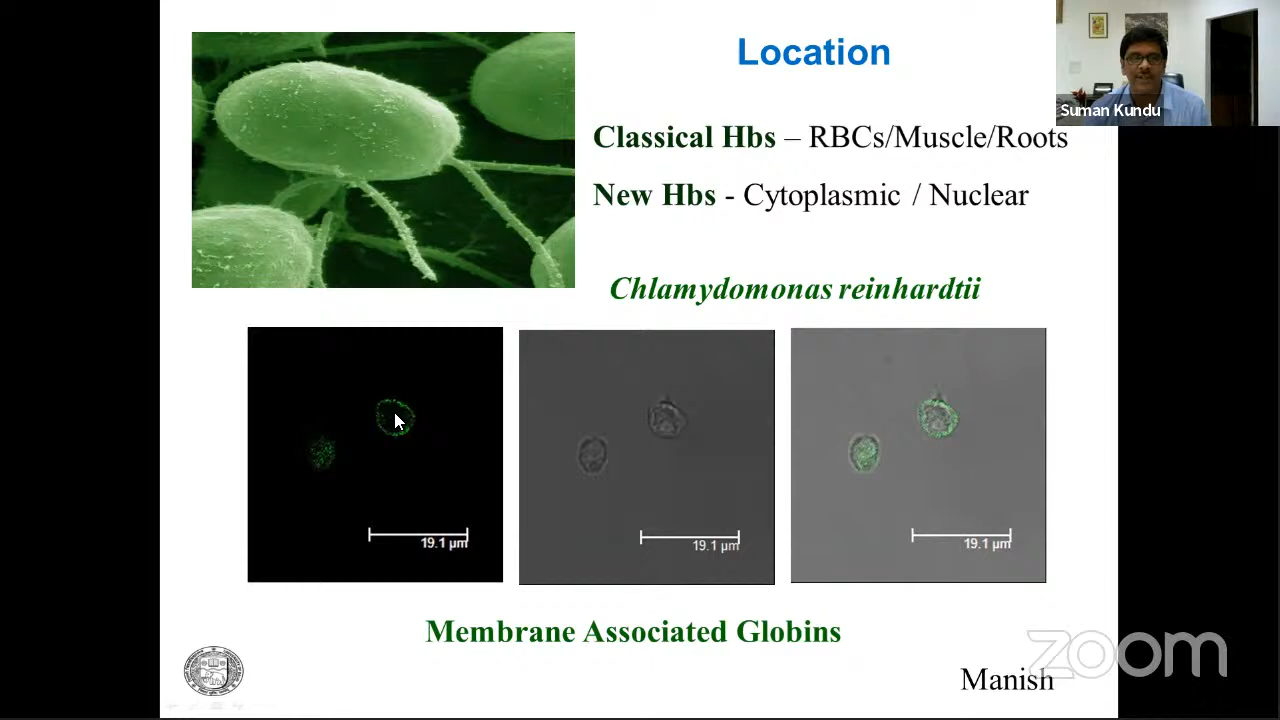 Location
Suman Kundu
Classical Hbs – RBCs/Muscle/Roots
New Hbs - Cytoplasmic / Nuclear
Chlamydomonas reinhardtii
19.1 µm
19.1 µm
19.1 µm
Membrane Associated Globins
zoom
Manish